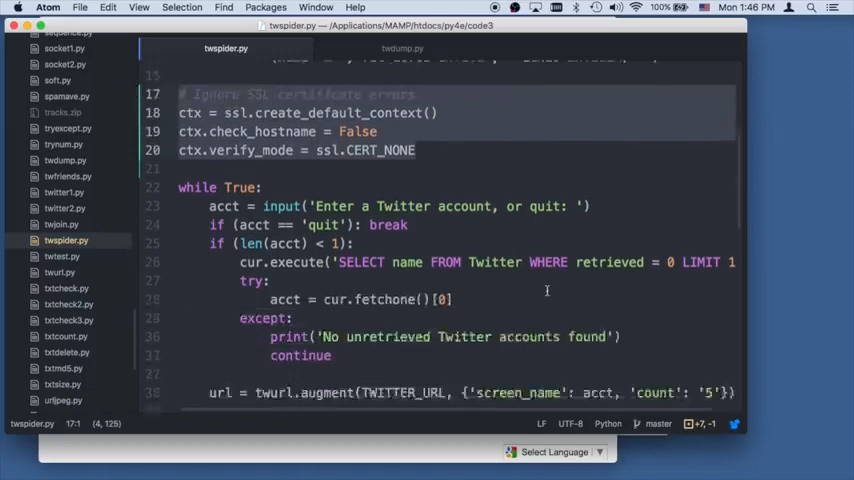 Atom File Edit View Selection Find Packages Window Help 100% Mon 1:46 PM
twspider.py — /Applications/MAMP/htdocs/py4e/code3
sequence.py
socket1.py
socket2.py
soft.py
spamave.py
tracks.zip
tryexcept.py
trynum.py
twdump.py
twfriends.py
twitter1.py
twitter2.py
twjoin.py
twspider.py
twtest.py
twurl.py
txtcheck.py
txtcheck2.py
txtcheck3.py
txtcount.py
txtdelete.py
txtmd5.py
txtsize.py
urljpeg.py
twspider.py twdump.py
15
17 # Ignore SSL certificate errors
18 ctx = ssl.create_default_context()
19 ctx.check_hostname = False
20 ctx.verify_mode = ssl.CERT_NONE
21
22 while True:
23 acct = input('Enter a Twitter account, or quit: ')
24 if (acct == 'quit'): break
25 if (len(acct) < 1):
26 cur.execute('SELECT name FROM Twitter WHERE retrieved = 0 LIMIT 1
27 try:
28 acct = cur.fetchone()[0]
except:
print('No unretrieved Twitter accounts found')
continue
url = twurl.augment(TWITTER_URL, {'screen_name': acct, 'count': '5'})
twspider.py 17:1 (4, 125) LF UTF-8 Python master +7, -1
Select Language